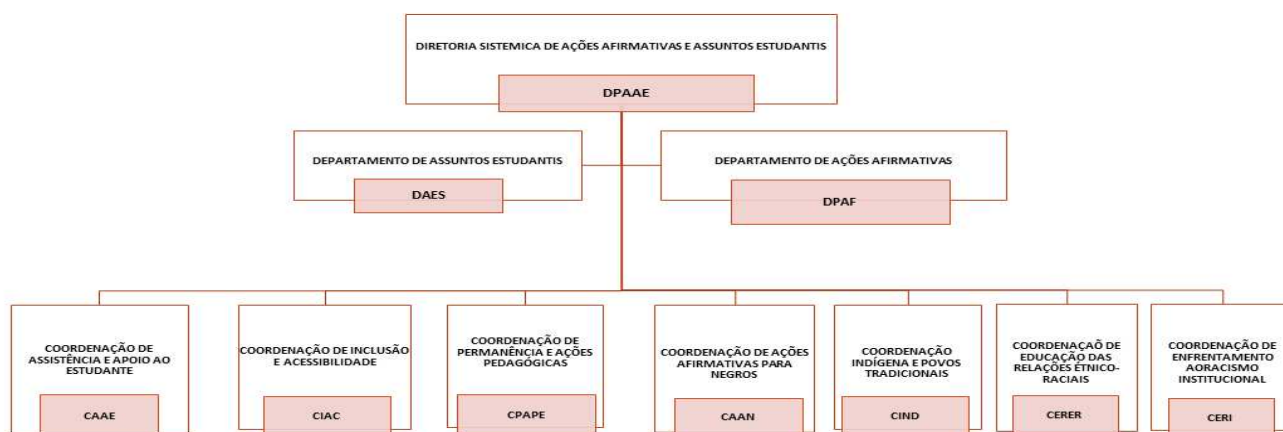 DIRETORIA SISTEMICA DE AÇÕES AFIRMATIVAS E ASSUNTOS ESTUDANTIS
DPAAE
DEPARTAMENTO DE ASSUNTOS ESTUDANTIS
DAES
DEPARTAMENTO DE AÇÕES AFIRMATIVAS
DPAF
COORDENAÇÃO DE
ASSISTÊNCIA E APOIO AO
ESTUDANTE
CAAE
COORDENAÇÃO DE INCLUSÃO
E ACESSIBILIDADE
CIAC
COORDENAÇÃO DE
PERMANÊNCIA E AÇÕES
PEDAGÓGICAS
CPAPE
COORDENAÇÃO DE AÇÕES
AFIRMATIVAS PARA
NEGROS
CAAN
COORDENAÇÃO
INDÍGENA E POVOS
TRADICIONAIS
CIND
COORDENAÇAÕ DE
EDUCAÇÃO DAS
RELAÇÕES ÉTNICO-
RACIAIS
CERER
COORDENAÇÃO DE
ENFRENTAMENTO
AORACISMO
INSTITUCIONAL
CERI